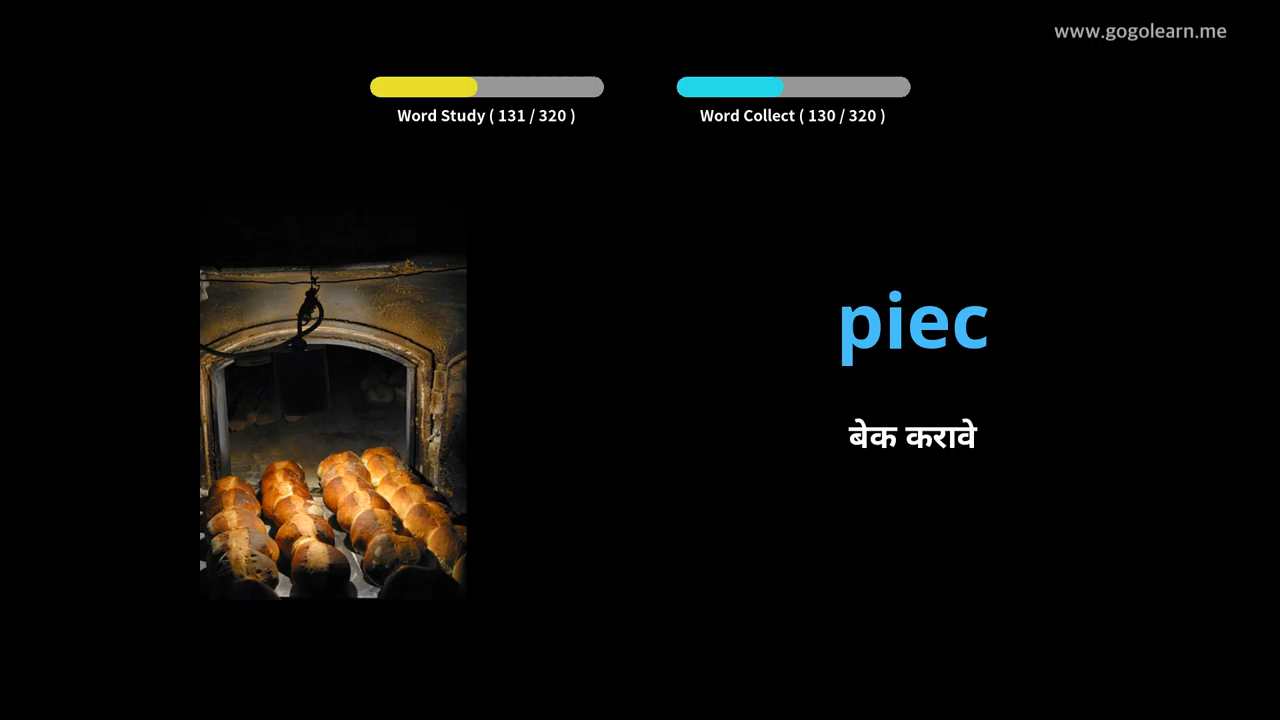 www.gogolearn.me
Word Study ( 131 / 320 )
Word Collect ( 130 / 320 )
piec
बेक करावे